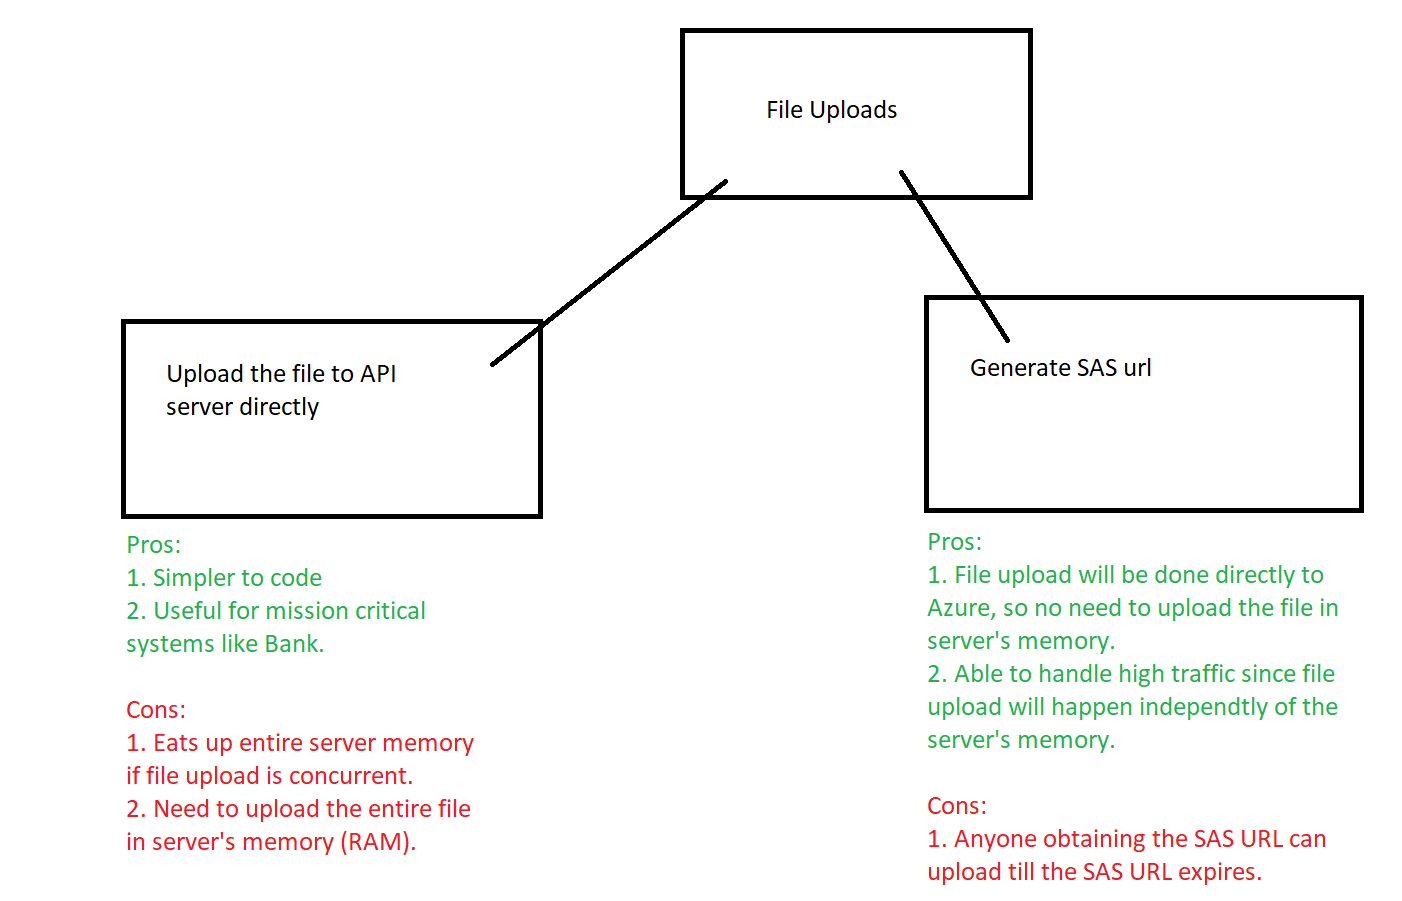 File Uploads
Upload the file to API
server directly
Pros:
1. Simpler to code
2. Useful for mission critical
systems like Bank.
Cons:
1. Eats up entire server memory
if file upload is concurrent.
2. Need to upload the entire file
in server's memory (RAM).
Generate SAS url
Pros:
1. File upload will be done directly to
Azure, so no need to upload the file in
server's memory.
2. Able to handle high traffic since file
upload will happen independtly of the
server's memory.
Cons:
1. Anyone obtaining the SAS URL can
upload till the SAS URL expires.